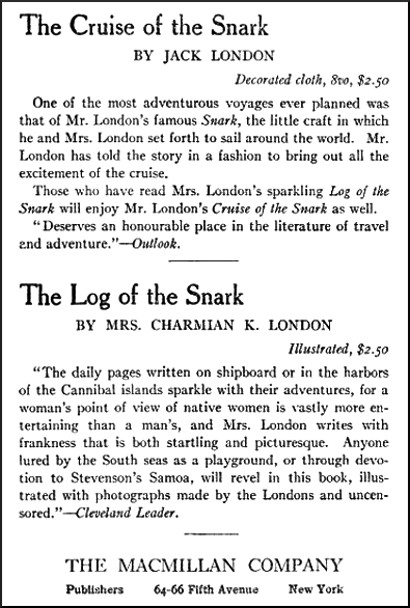 The Cruise of the Snark
BY JACK LONDON
Decorated cloth, 8vo, $2.50
One of the most adventurous voyages ever planned was
that of Mr. London's famous Snark, the little craft in which
he and Mrs. London set forth to sail around the world. Mr.
London has told the story in a fashion to bring out all the
excitement of the cruise.
Those who have read Mrs. London's sparkling Log of the
Snark will enjoy Mr. London's Cruise of the Snark as well.
"Deserves an honourable place in the literature of travel
and adventure."—Outlook.
The Log of the Snark
BY MRS. CHARMIAN K. LONDON
Illustrated, $2.50
"The daily pages written on shipboard or in the harbors
of the Cannibal islands sparkle with their adventures, for a
woman's point of view of native women is vastly more en-
tertaining than a man's, and Mrs. London writes with
frankness that is both startling and picturesque. Anyone
lured by the South seas as a playground, or through devo-
tion to Stevenson's Samoa, will revel in this book, illus-
trated with photographs made by the Londons and uncen-
sored."—Cleveland Leader.
THE MACMILLAN COMPANY
Publishers 64-66 Fifth Avenue New York